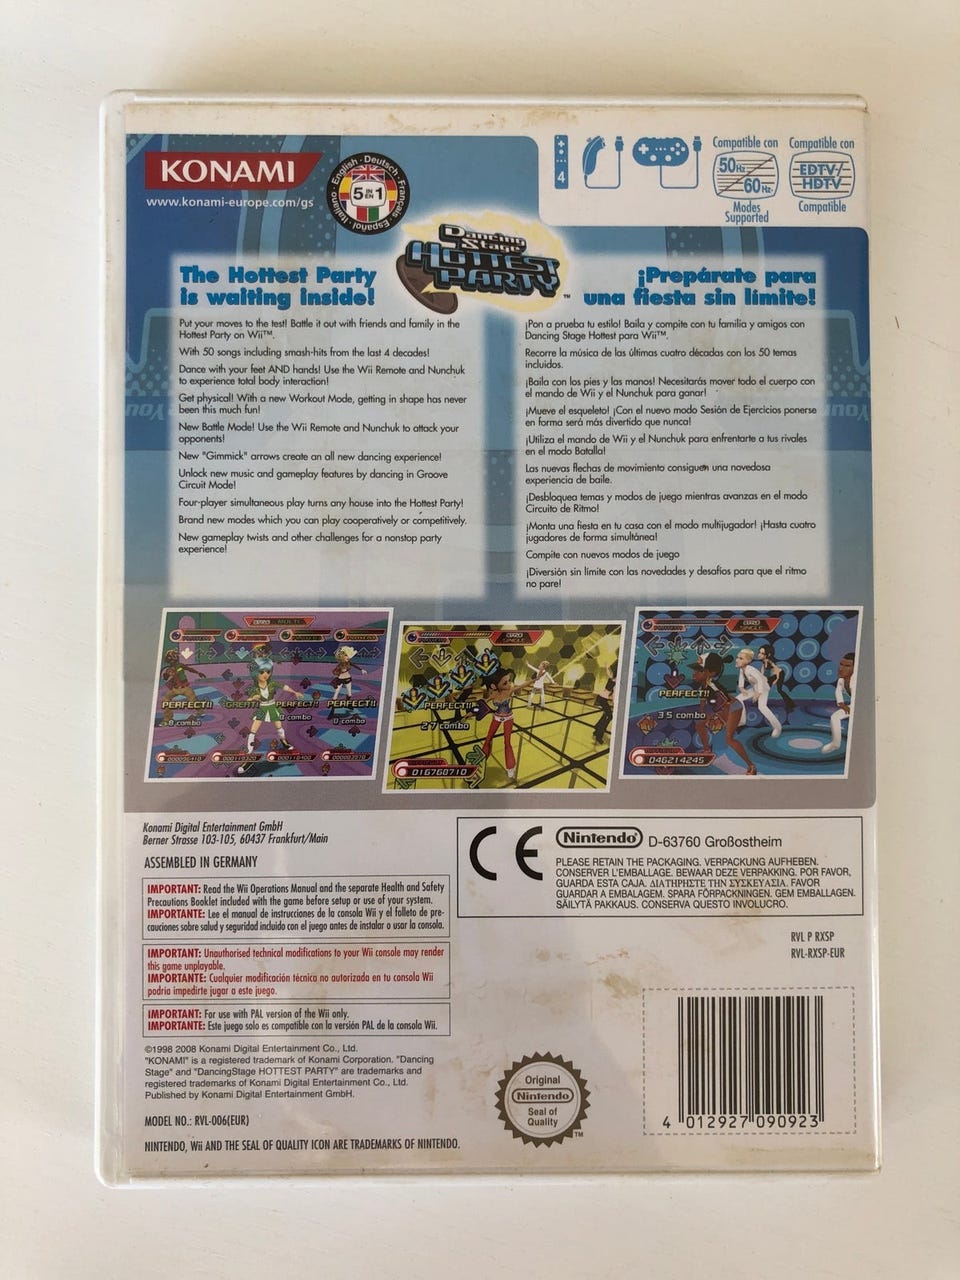 KONAMI
www.konami-europe.com/gs
English · Deutsch · Français · Español · Italiano
5 IN EN 1
4
Compatible con
50Hz
60Hz
Modes
Supported
Compatible con
EDTV/
HDTV
Compatible
Dancing
Stage
HOTTEST
PARTY
™
The Hottest Party
is waiting inside!
Put your moves to the test! Battle it out with friends and family in the
Hottest Party on Wii™.
With 50 songs including smash-hits from the last 4 decades!
Dance with your feet AND hands! Use the Wii Remote and Nunchuk
to experience total body interaction!
Get physical! With a new Workout Mode, getting in shape has never
been this much fun!
New Battle Mode! Use the Wii Remote and Nunchuk to attack your
opponents!
New "Gimmick" arrows create an all new dancing experience!
Unlock new music and gameplay features by dancing in Groove
Circuit Mode!
Four-player simultaneous play turns any house into the Hottest Party!
Brand new modes which you can play cooperatively or competitively.
New gameplay twists and other challenges for a nonstop party
experience!
¡Prepárate para
una fiesta sin límite!
¡Pon a prueba tu estilo! Baila y compite con tu familia y amigos con
Dancing Stage Hottest para Wii™.
Recorre la música de las últimas cuatro décadas con los 50 temas
incluidos.
¡Baila con los pies y las manos! Necesitarás mover todo el cuerpo con
el mando de Wii y el Nunchuk para ganar!
¡Mueve el esqueleto! ¡Con el nuevo modo Sesión de Ejercicios ponerse
en forma será más divertido que nunca!
¡Utiliza el mando de Wii y el Nunchuk para enfrentarte a tus rivales
en el modo Batalla!
Las nuevas flechas de movimiento consiguen una novedosa
experiencia de baile.
¡Desbloquea temas y modos de juego mientras avanzas en el modo
Circuito de Ritmo!
¡Monta una fiesta en tu casa con el modo multijugador! ¡Hasta cuatro
jugadores de forma simultánea!
Compite con nuevos modos de juego
¡Diversión sin límite con las novedades y desafíos para que el ritmo
no pare!
STYLE MULTI
PERFECT!! GREAT! PERFECT!! PERFECT!!
8 combo 0 combo 0 combo
STYLE SINGLE
PERFECT!!
27 combo
016760710
STYLE SINGLE
PERFECT!!
35 combo
046214245
Konami Digital Entertainment GmbH
Berner Strasse 103-105, 60437 Frankfurt/Main
ASSEMBLED IN GERMANY
IMPORTANT: Read the Wii Operations Manual and the separate Health and Safety
Precautions Booklet included with the game before setup or use of your system.
IMPORTANTE: Lee el manual de instrucciones de la consola Wii y el folleto de pre-
cauciones sobre salud y seguridad incluido con el juego antes de instalar o usar la consola.
IMPORTANT: Unauthorised technical modifications to your Wii console may render
this game unplayable.
IMPORTANTE: Cualquier modificación técnica no autorizada en tu consola Wii
podría impedirte jugar a este juego.
IMPORTANT: For use with PAL version of the Wii only.
IMPORTANTE: Este juego solo es compatible con la versión PAL de la consola Wii.
©1998 2008 Konami Digital Entertainment Co., Ltd.
"KONAMI" is a registered trademark of Konami Corporation. "Dancing
Stage" and "DancingStage HOTTEST PARTY" are trademarks and
registered trademarks of Konami Digital Entertainment Co., Ltd.
Published by Konami Digital Entertainment GmbH.
MODEL NO.: RVL-006(EUR)
NINTENDO, Wii AND THE SEAL OF QUALITY ICON ARE TRADEMARKS OF NINTENDO.
CE
Nintendo® D-63760 Großostheim
PLEASE RETAIN THE PACKAGING. VERPACKUNG AUFHEBEN.
CONSERVER L'EMBALLAGE. BEWAAR DEZE VERPAKKING. POR FAVOR,
GUARDA ESTA CAJA. ΔΙΑΤΗΡΗΣΤΕ ΤΗΝ ΣΥΣΚΕΥΑΣΙΑ. FAVOR
GUARDAR A EMBALAGEM. SPARA FÖRPACKNINGEN. GEM EMBALLAGEN.
SÄILYTÄ PAKKAUS. CONSERVA QUESTO INVOLUCRO.
RVL P RXSP
RVL-RXSP-EUR
Original
Nintendo
Seal of
Quality
™
4 012927 090923